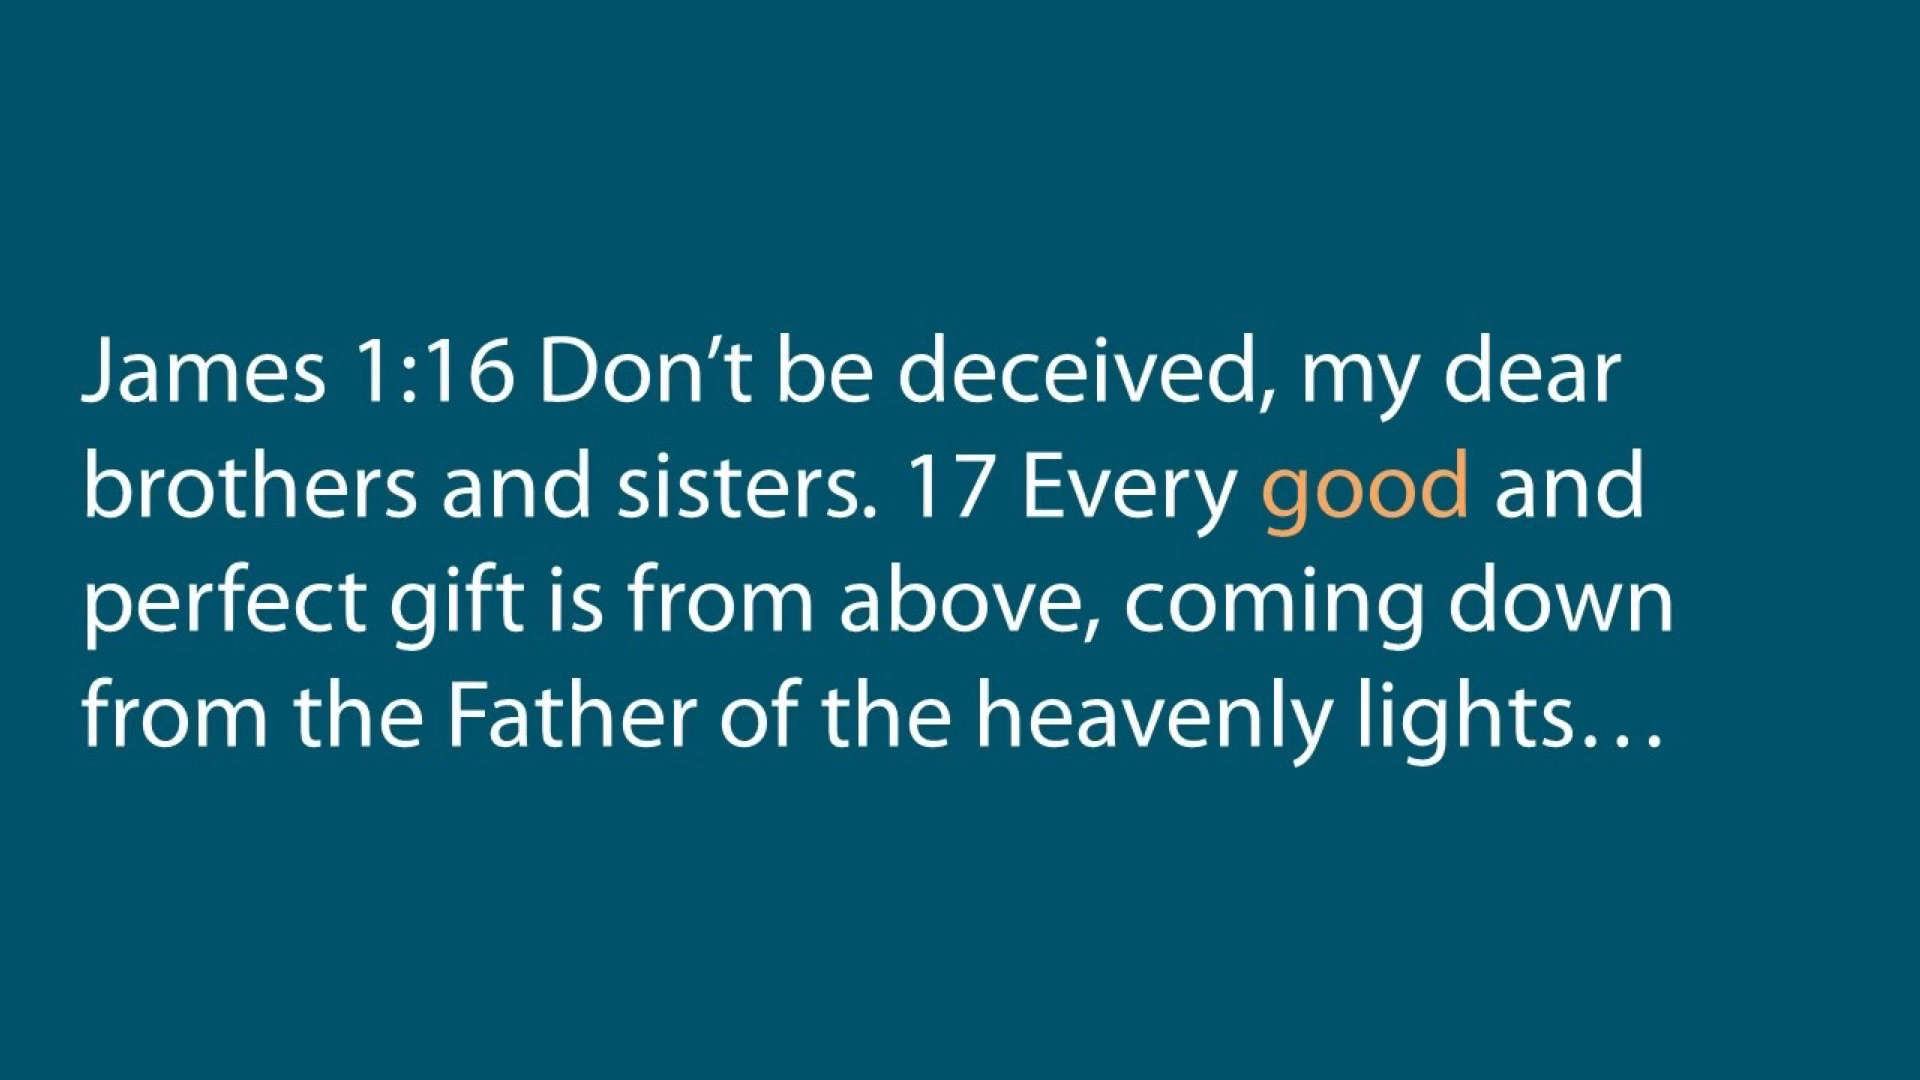 James 1:16 Don’t be deceived, my dear
brothers and sisters. 17 Every good and
perfect gift is from above, coming down
from the Father of the heavenly lights…